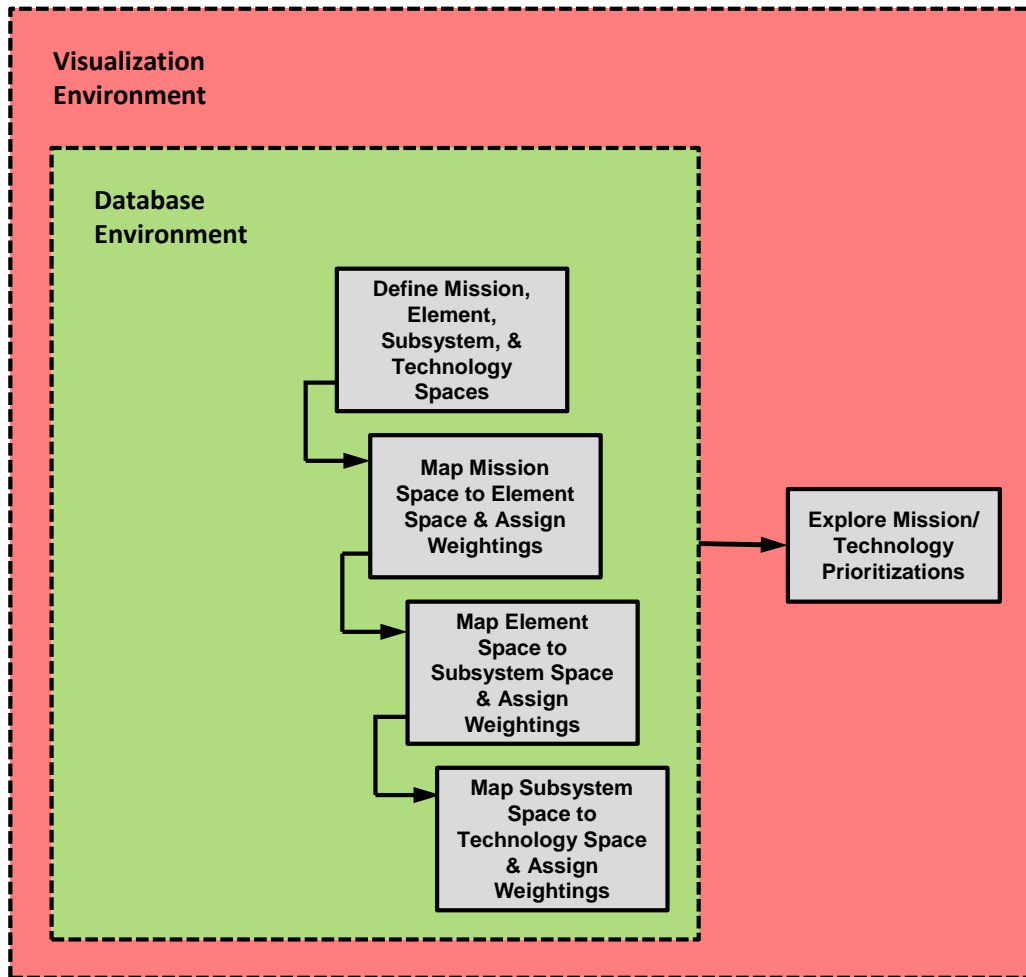 Visualization
Environment
Database
Environment
Define Mission,
Element,
Subsystem, &
Technology
Spaces
Map Mission
Space to Element
Space & Assign
Weightings
Explore Mission/
Technology
Prioritizations
Map Element
Space to
Subsystem Space
& Assign
Weightings
Map Subsystem
Space to
Technology Space
& Assign
Weightings